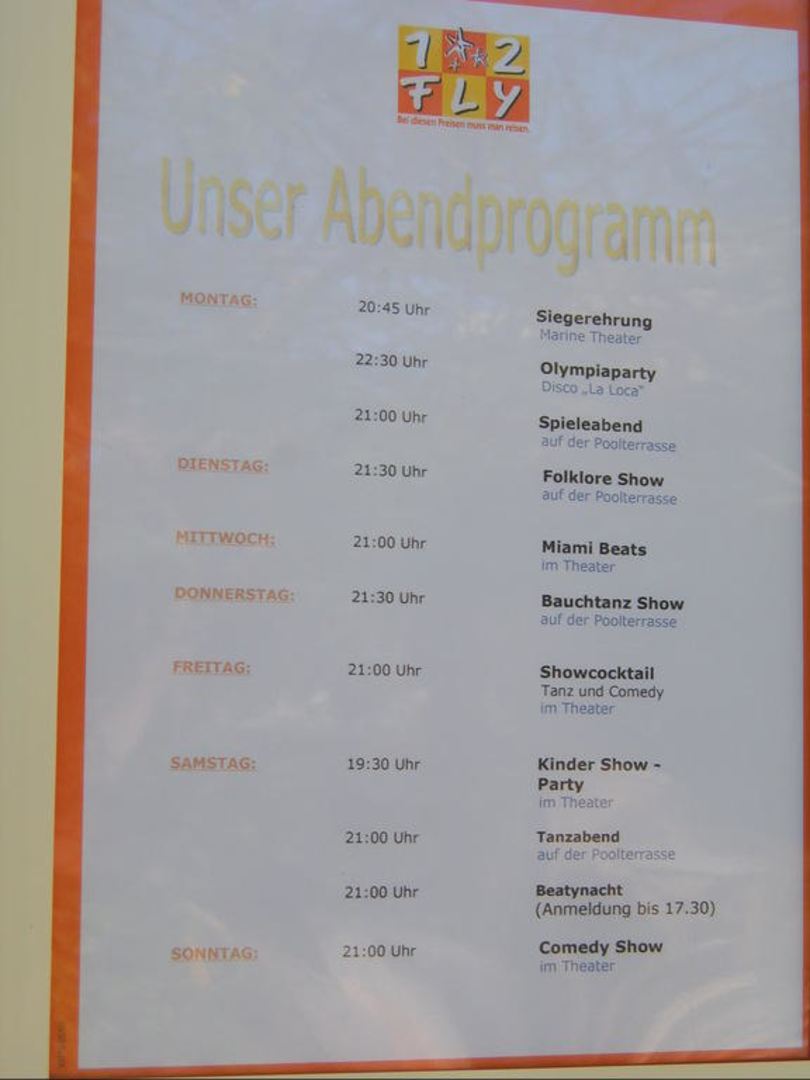 1 2
FLY
Bei diesen Preisen muss man reisen.
Unser Abendprogramm
MONTAG: 20:45 Uhr Siegerehrung
Marine Theater
22:30 Uhr Olympiaparty
Disco „La Loca"
21:00 Uhr Spieleabend
auf der Poolterrasse
DIENSTAG: 21:30 Uhr Folklore Show
auf der Poolterrasse
MITTWOCH: 21:00 Uhr Miami Beats
im Theater
DONNERSTAG: 21:30 Uhr Bauchtanz Show
auf der Poolterrasse
FREITAG: 21:00 Uhr Showcocktail
Tanz und Comedy
im Theater
SAMSTAG: 19:30 Uhr Kinder Show -
Party
im Theater
21:00 Uhr Tanzabend
auf der Poolterrasse
21:00 Uhr Beatynacht
(Anmeldung bis 17.30)
SONNTAG: 21:00 Uhr Comedy Show
im Theater